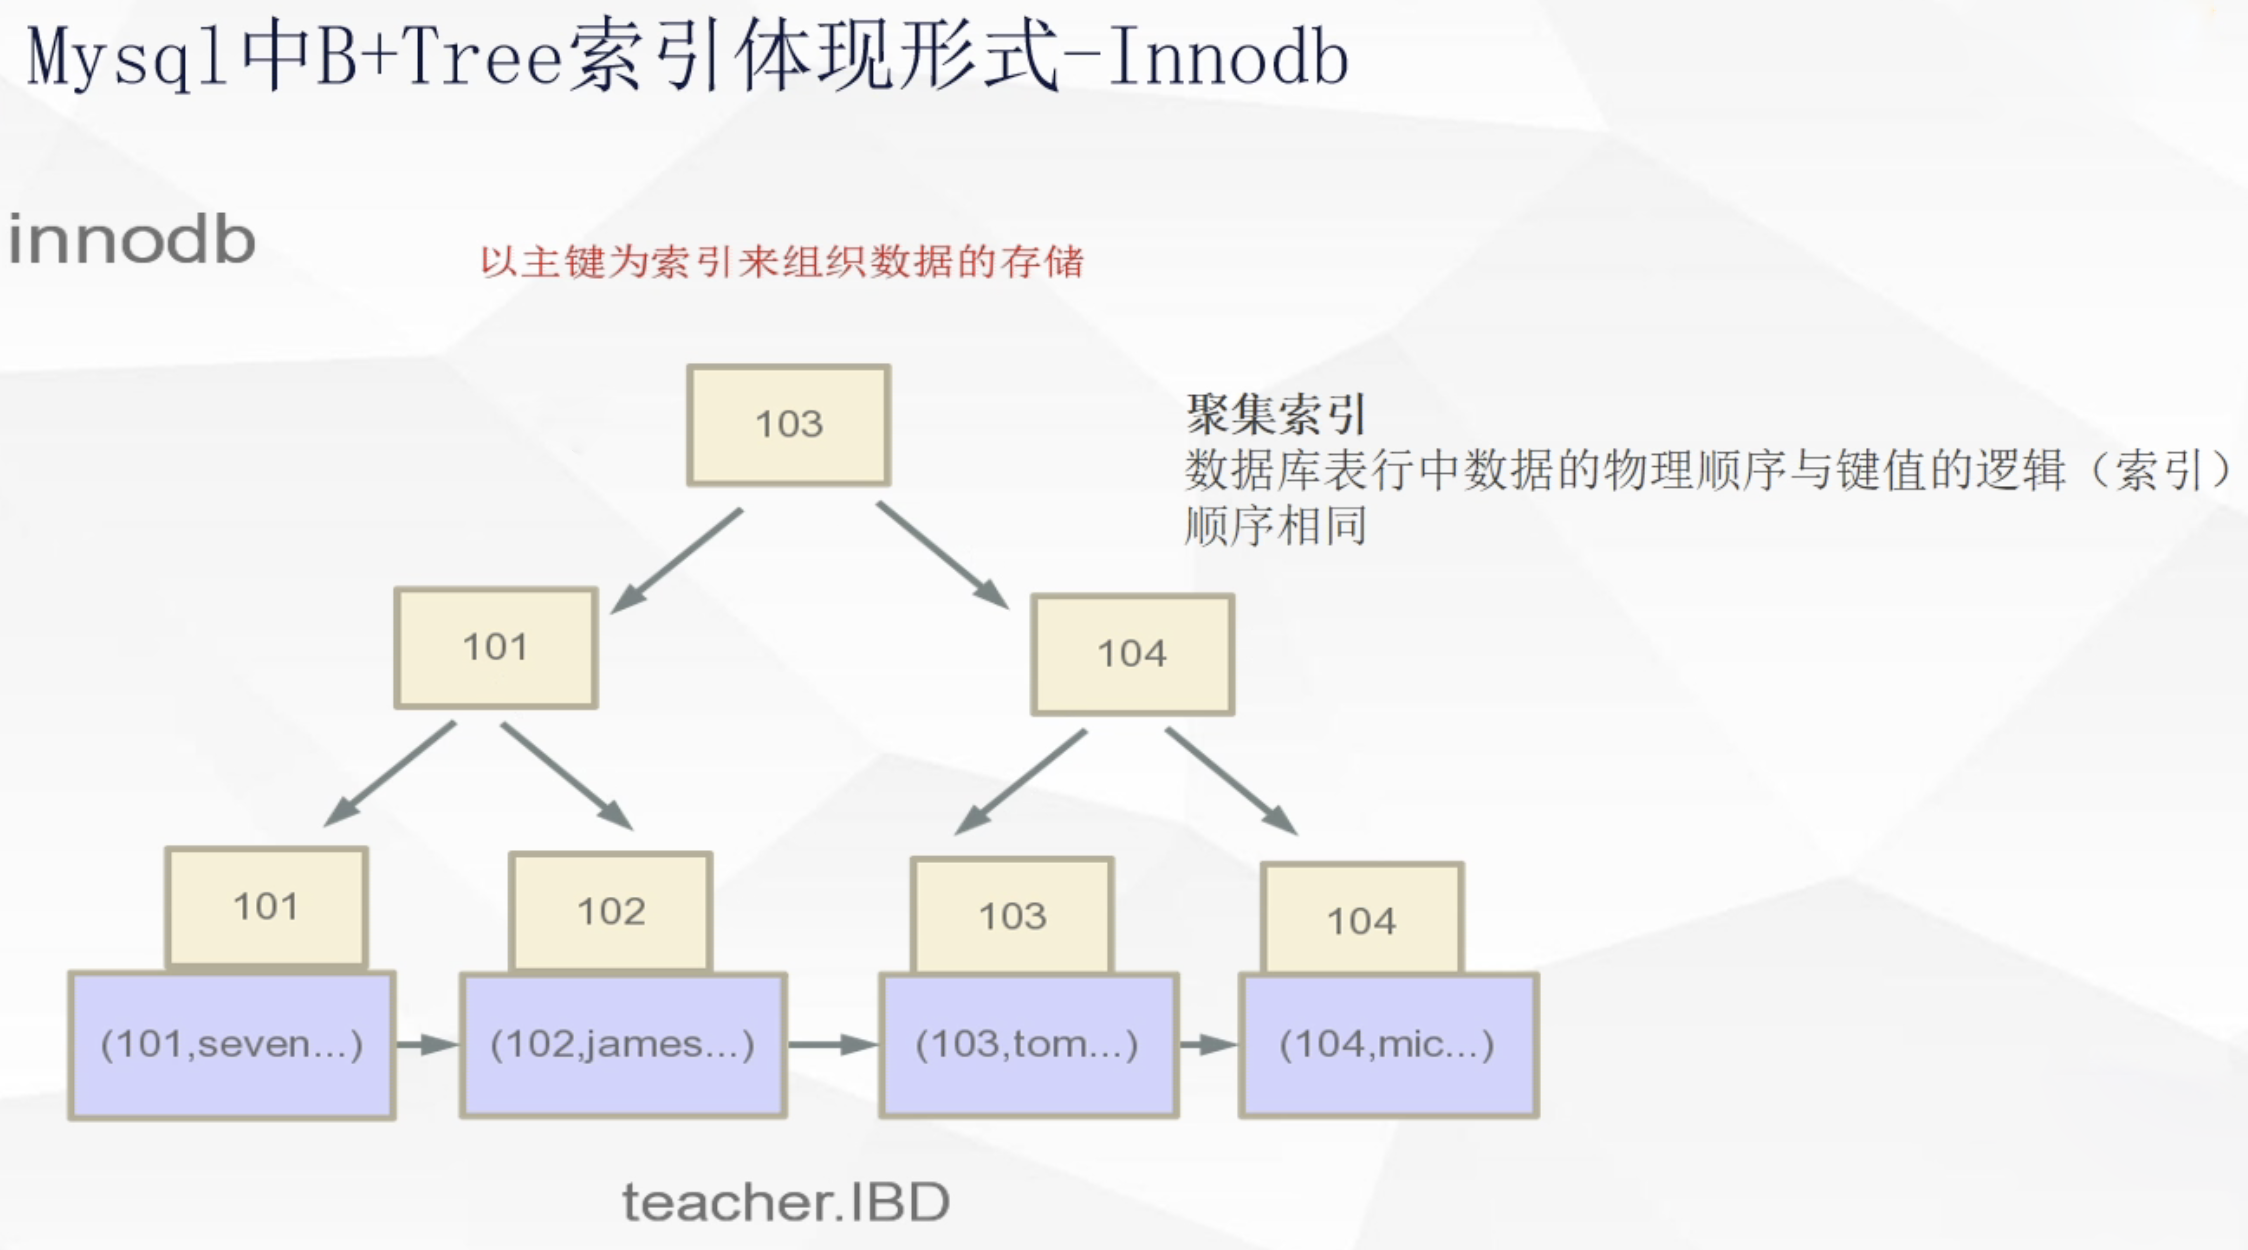 Mysql中B+Tree索引体现形式-Innodb
innodb
以主键为索引来组织数据的存储
103
聚集索引
数据库表行中数据的物理顺序与键值的逻辑（索引）
顺序相同
101
104
101
102
103
104
(101,seven...)
(102,james...)
(103,tom...)
(104,mic...)
teacher.IBD